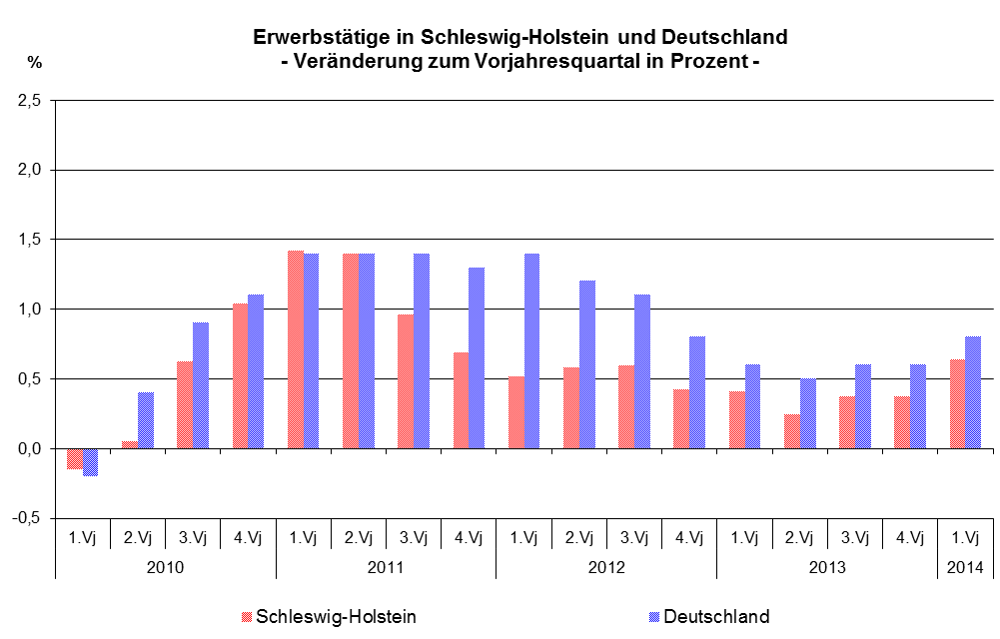 Erwerbstätige in Schleswig-Holstein und Deutschland
- Veränderung zum Vorjahresquartal in Prozent -
%
2,5
2,0
1,5
1,0
0,5
0,0
-0,5
1.Vj 2.Vj 3.Vj 4.Vj 1.Vj 2.Vj 3.Vj 4.Vj 1.Vj 2.Vj 3.Vj 4.Vj 1.Vj 2.Vj 3.Vj 4.Vj 1.Vj
2010 2011 2012 2013 2014
Schleswig-Holstein Deutschland